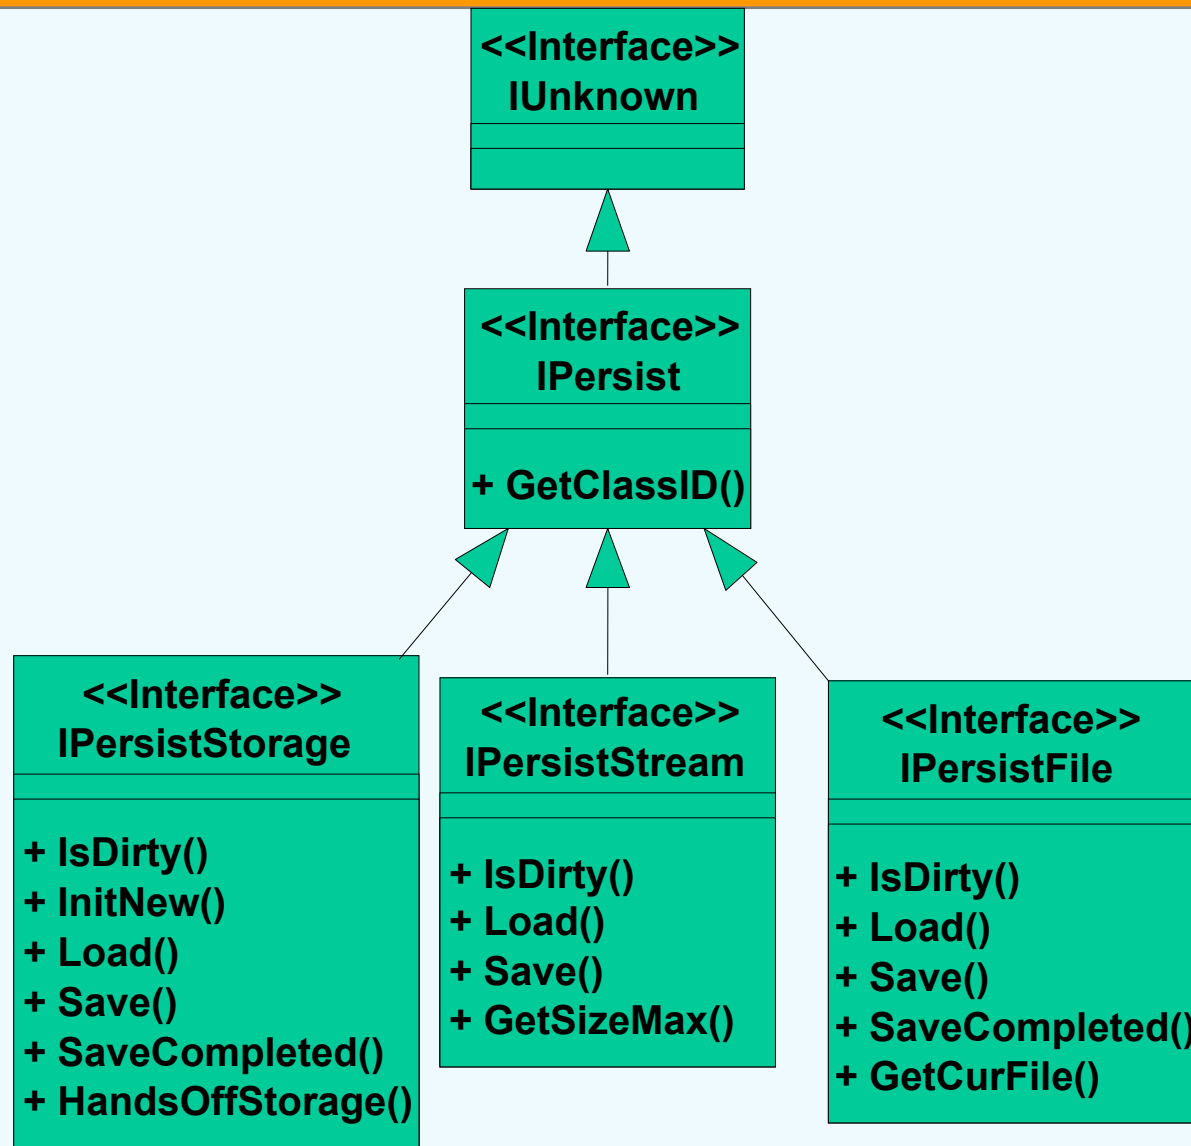 <<Interface>>
IUnknown
<<Interface>>
IPersist
+ GetClassID()
<<Interface>>
IPersistStorage
+ IsDirty()
+ InitNew()
+ Load()
+ Save()
+ SaveCompleted()
+ HandsOffStorage()
<<Interface>>
IPersistStream
+ IsDirty()
+ Load()
+ Save()
+ GetSizeMax()
<<Interface>>
IPersistFile
+ IsDirty()
+ Load()
+ Save()
+ SaveCompleted()
+ GetCurFile()